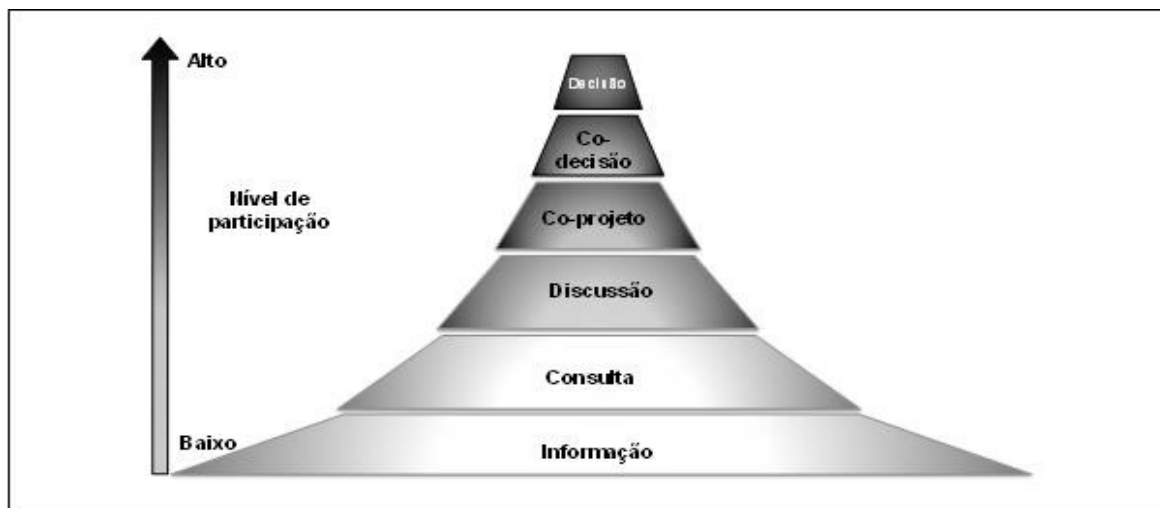 Alto
Decisão
Co-
decisão
Nível de
participação
Co-projeto
Discussão
Consulta
Baixo
Informação